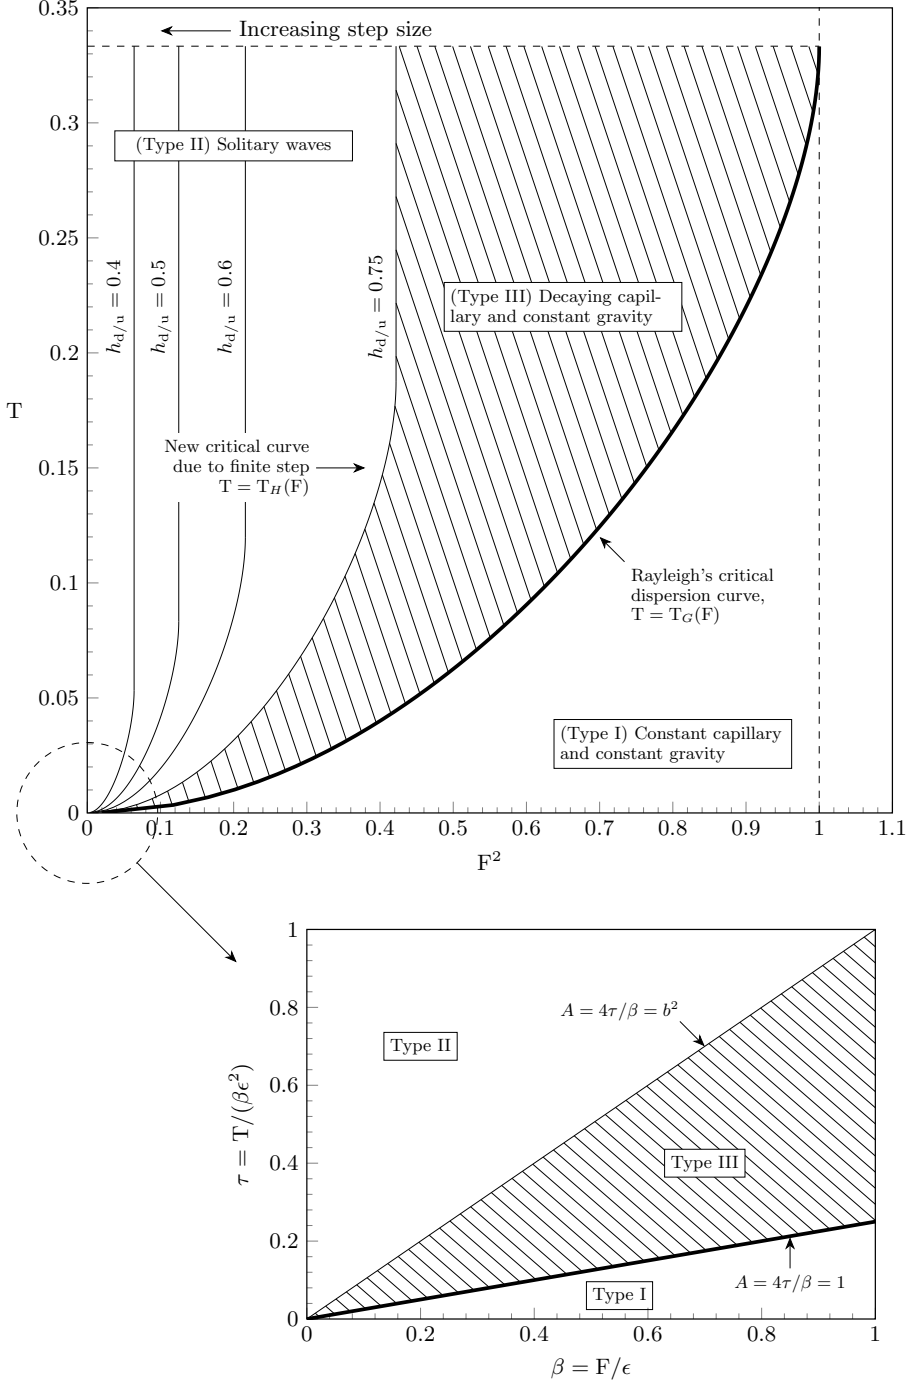 0.35
Increasing step size
0.3
(Type II) Solitary waves
0.25
h_{d/u} = 0.4
h_{d/u} = 0.5
h_{d/u} = 0.6
h_{d/u} = 0.75
(Type III) Decaying capil-
lary and constant gravity
0.2
T
New critical curve
due to finite step
T = T_H(F)
0.15
0.1
Rayleigh's critical
dispersion curve,
T = T_G(F)
0.05
(Type I) Constant capillary
and constant gravity
0
0 0.1 0.2 0.3 0.4 0.5 0.6 0.7 0.8 0.9 1 1.1
F²
1
A = 4τ/β = b²
0.8
Type II
0.6
τ = T/(βϵ²)
0.4
Type III
0.2
A = 4τ/β = 1
Type I
0
0 0.2 0.4 0.6 0.8 1
β = F/ϵ